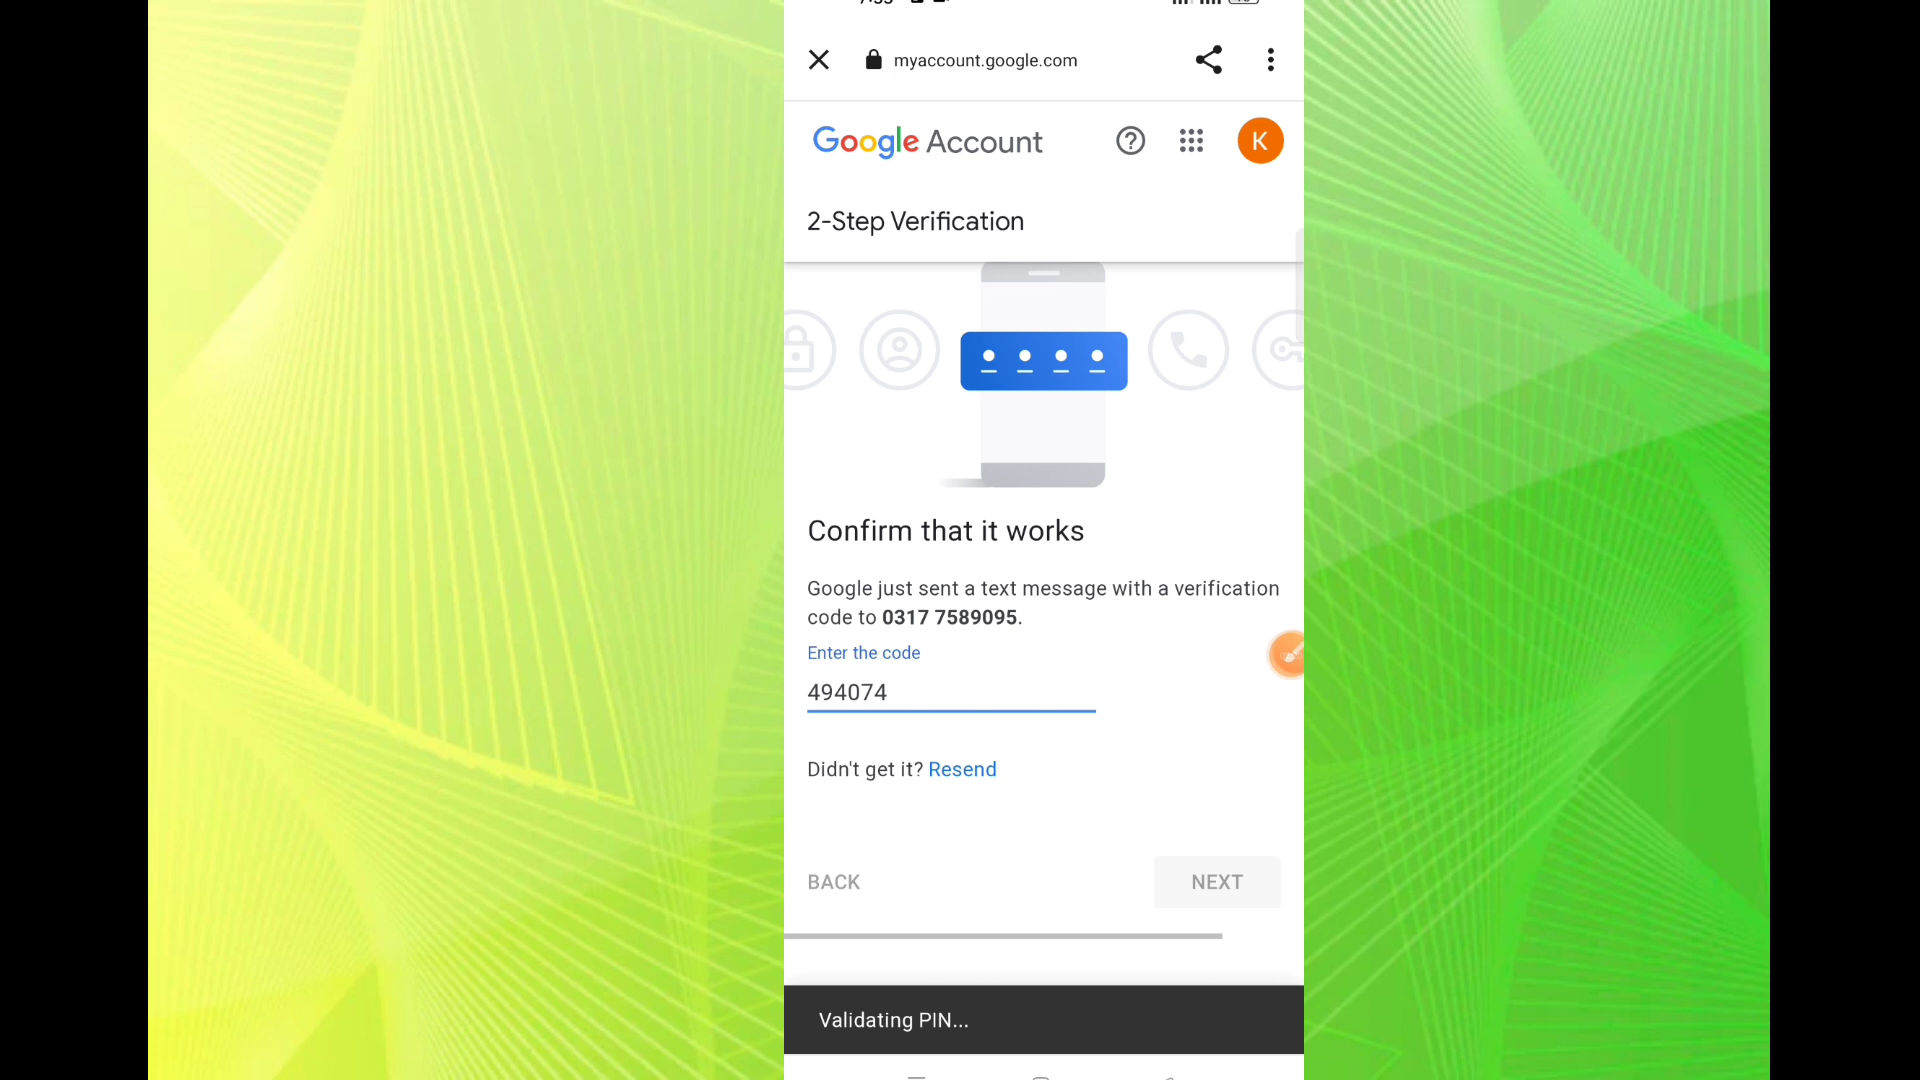 myaccount.google.com
Google Account
K
2-Step Verification
Confirm that it works
Google just sent a text message with a verification
code to 0317 7589095.
Enter the code
494074
Didn't get it? Resend
BACK
NEXT
Validating PIN...